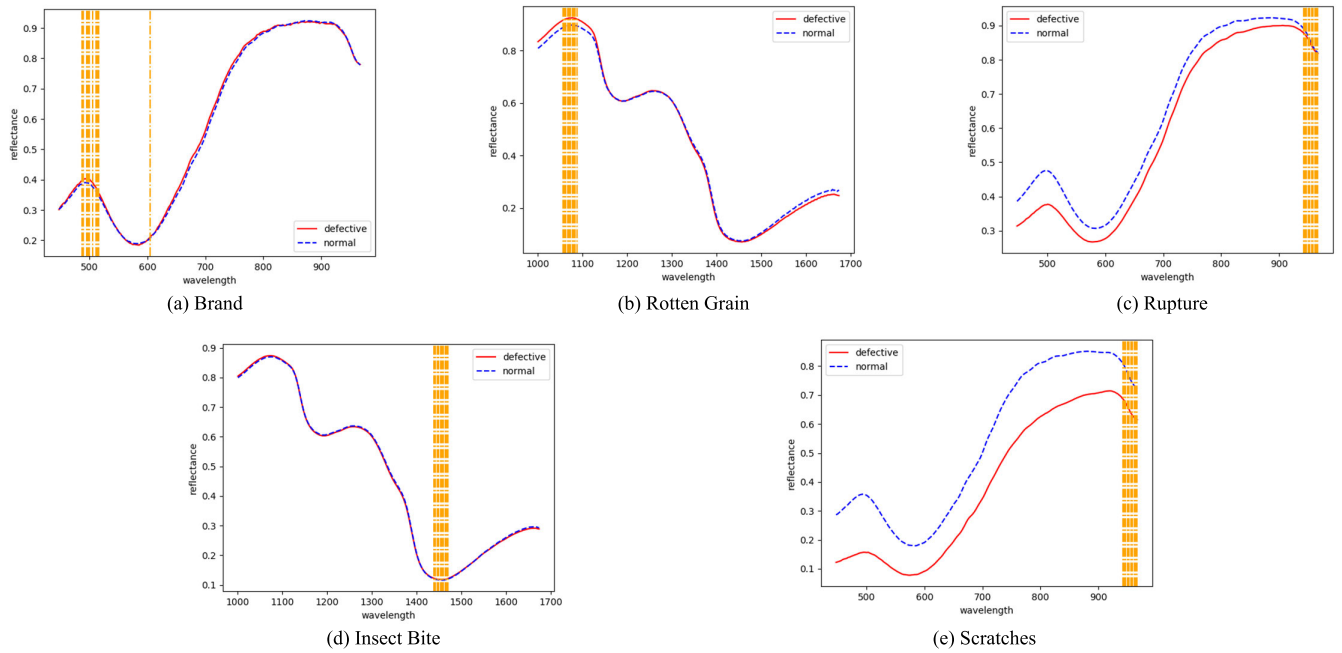 0.9
0.8
0.7
0.6
0.5
0.4
0.3
0.2
reflectance
500 600 700 800 900
wavelength
defective
normal
(a) Brand
0.8
0.6
0.4
0.2
reflectance
1000 1100 1200 1300 1400 1500 1600 1700
wavelength
defective
normal
(b) Rotten Grain
0.9
0.8
0.7
0.6
0.5
0.4
0.3
reflectance
500 600 700 800 900
wavelength
defective
normal
(c) Rupture
0.9
0.8
0.7
0.6
0.5
0.4
0.3
0.2
0.1
reflectance
1000 1100 1200 1300 1400 1500 1600 1700
wavelength
defective
normal
(d) Insect Bite
0.8
0.7
0.6
0.5
0.4
0.3
0.2
0.1
reflectance
500 600 700 800 900
wavelength
defective
normal
(e) Scratches